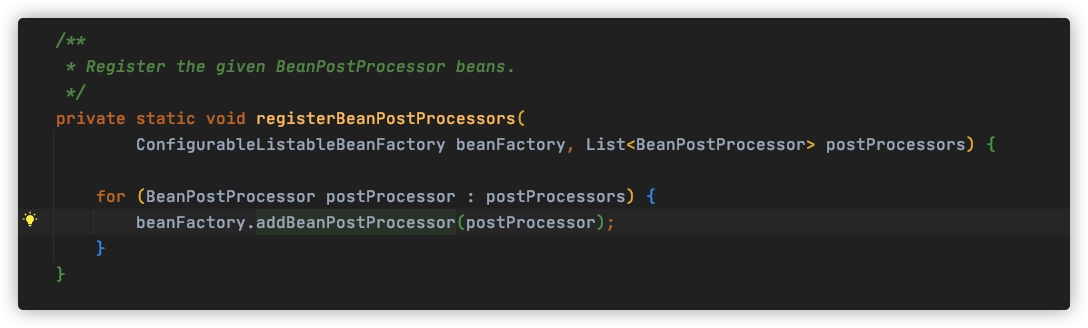 /**
 * Register the given BeanPostProcessor beans.
 */
private static void registerBeanPostProcessors(
        ConfigurableListableBeanFactory beanFactory, List<BeanPostProcessor> postProcessors) {
    for (BeanPostProcessor postProcessor : postProcessors) {
        beanFactory.addBeanPostProcessor(postProcessor);
    }
}